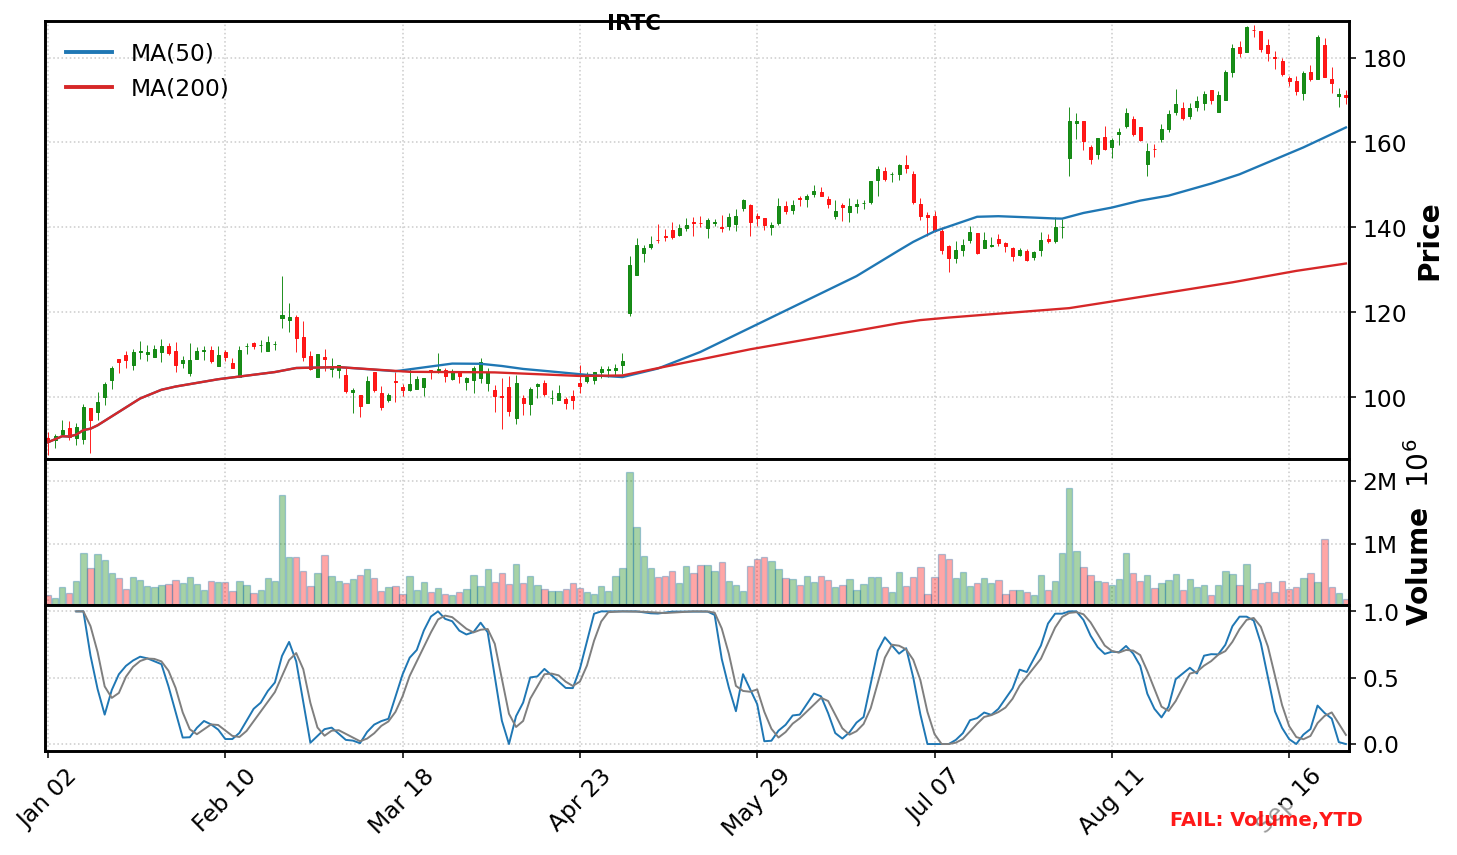 IRTC
MA(50)
MA(200)
180
160
140
120
100
Price
2M
1M
Volume 10^6
1.0
0.5
0.0
Jan 02
Feb 10
Mar 18
Apr 23
May 29
Jul 07
Aug 11
Sep 16
FAIL: Volume,YTD